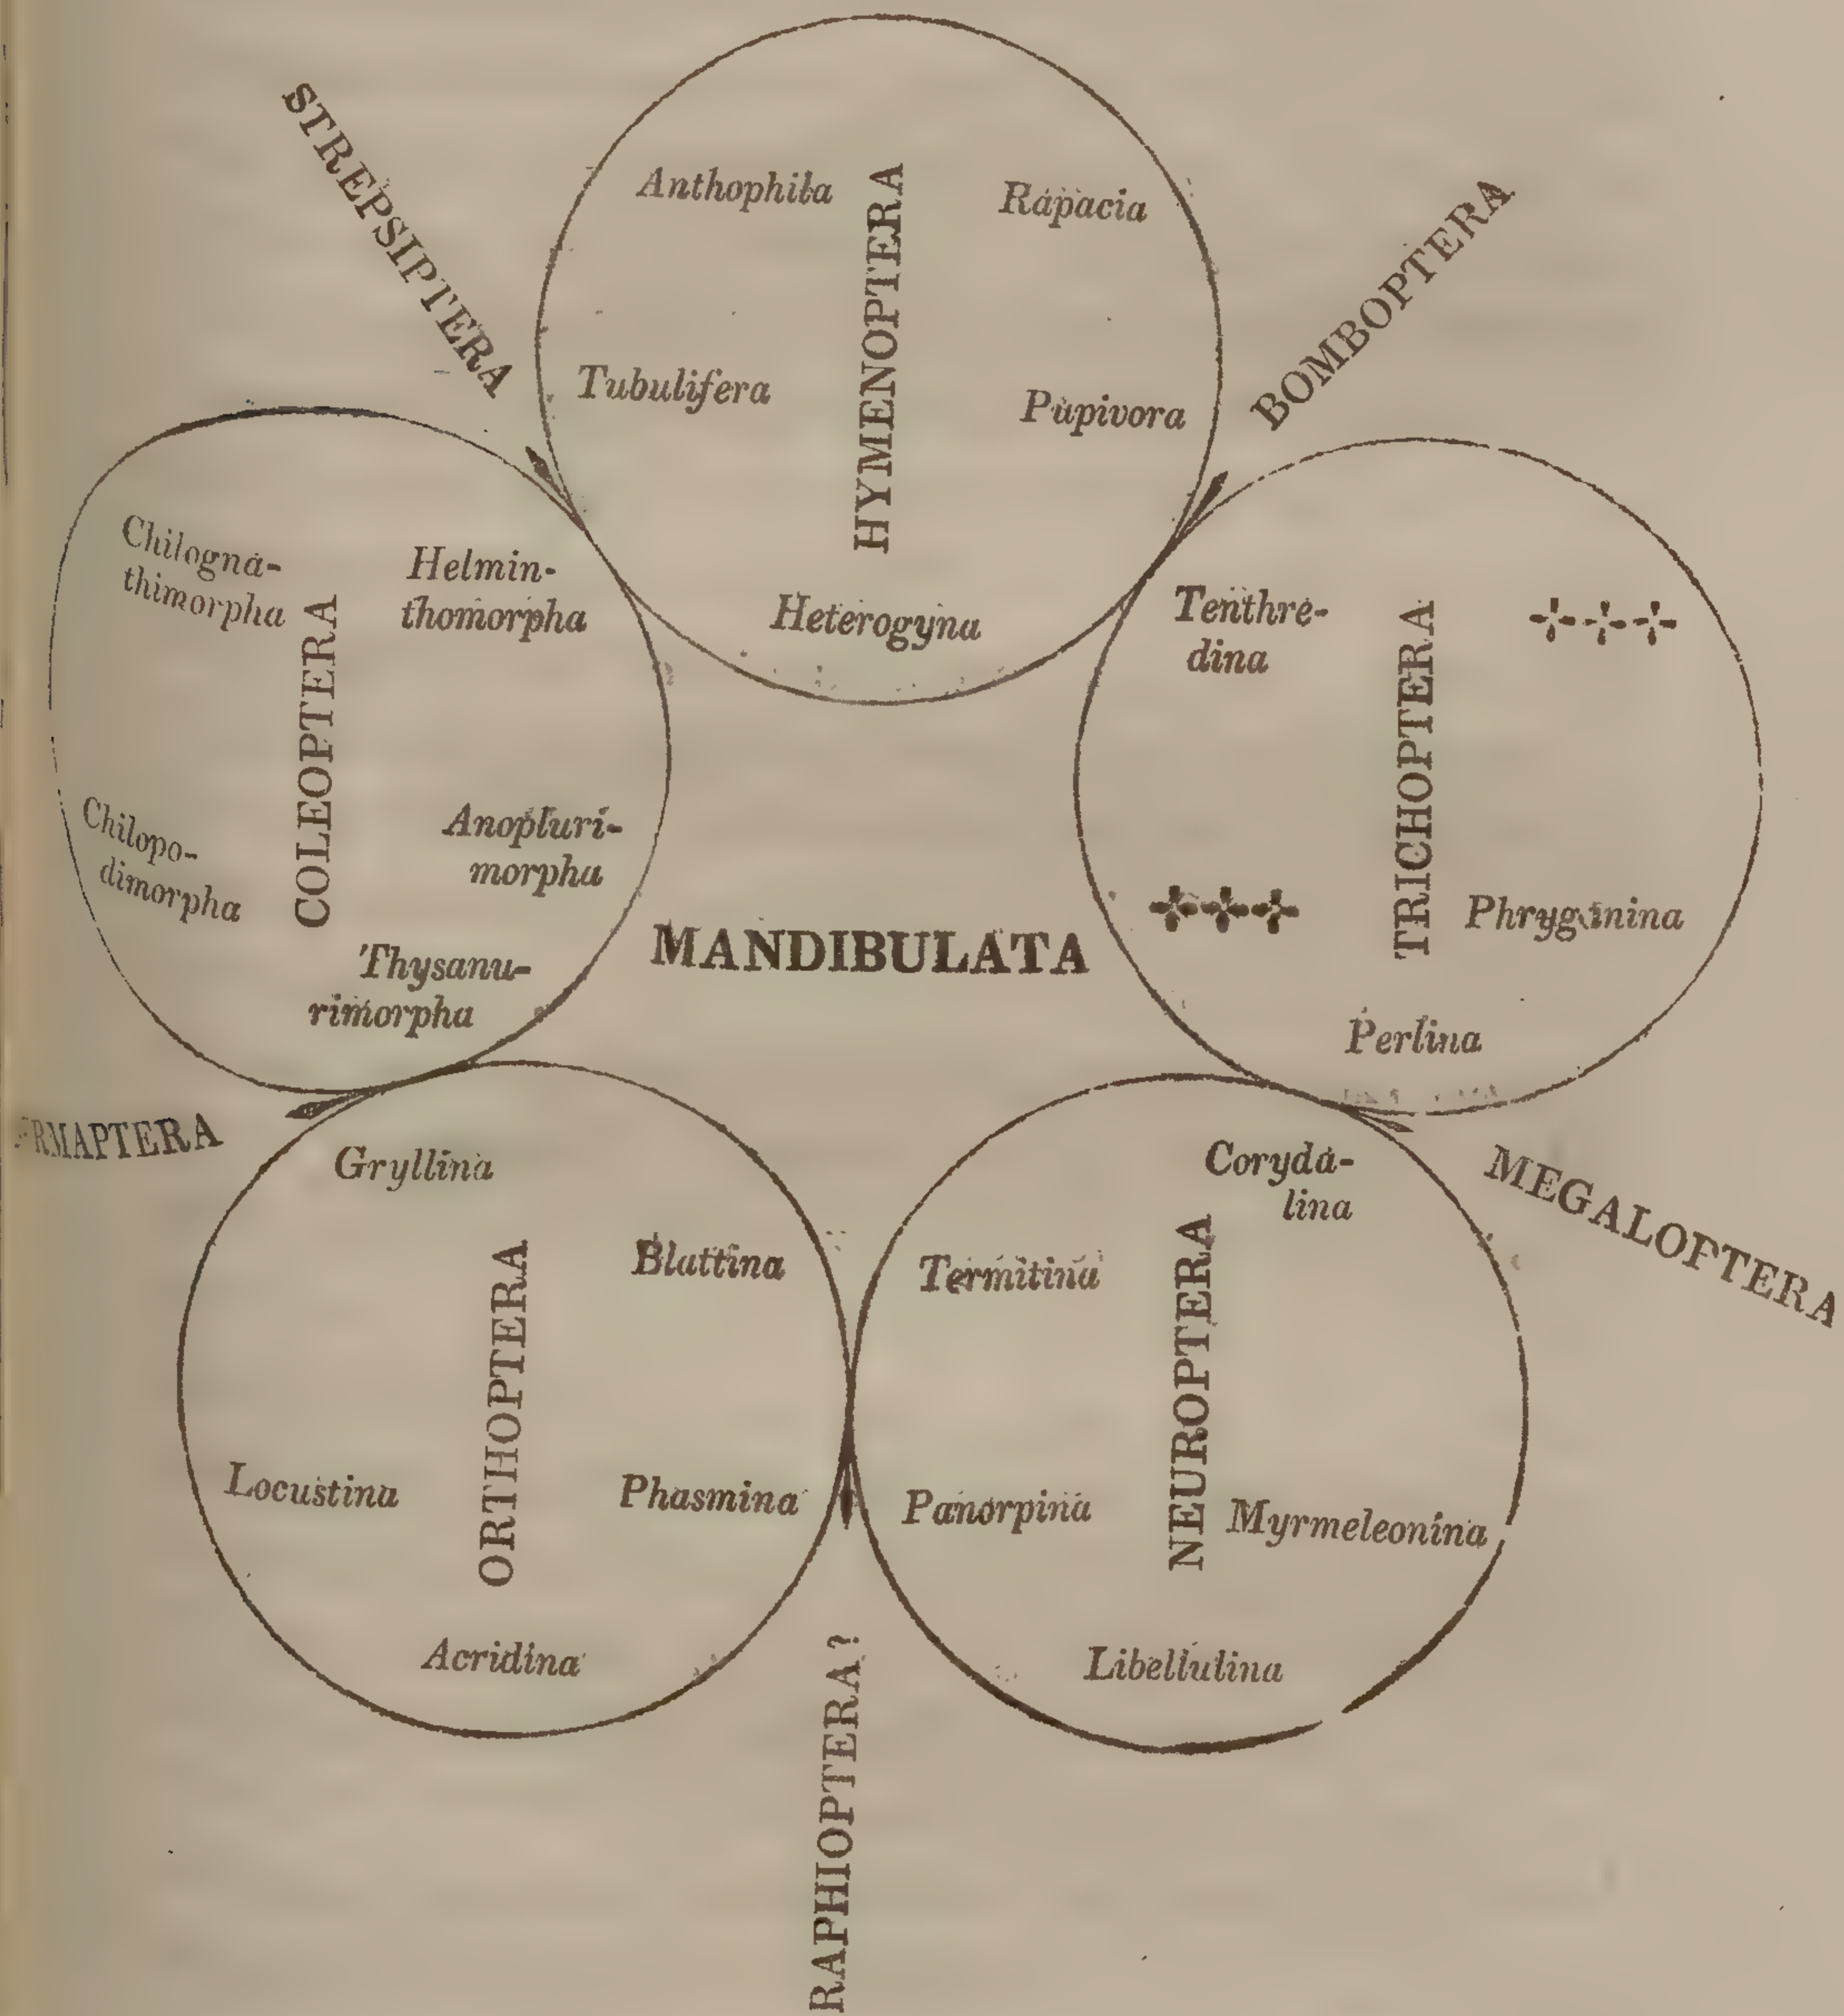 STREPSIPTERA
BOMBOPTERA
Anthophila
Rapacia
HYMENOPTERA
Tubulifera
Pupivora
Heterogyna
Chilogna-
thimorpha
Helmin-
thomorpha
COLEOPTERA
Chilopo-
dimorpha
Anopluri-
morpha
Thysanu-
rimorpha
Tenthre-
dina
TRICHOPTERA
Phryganina
Perlina
MANDIBULATA
RMAPTERA
MEGALOPTERA
Gryllina
Blattina
ORTHOPTERA
Locustina
Phasmina
Acridina
Coryda-
lina
Termitina
NEUROPTERA
Panorpina
Myrmeleonina
Libellulina
RAPHIOPTERA?